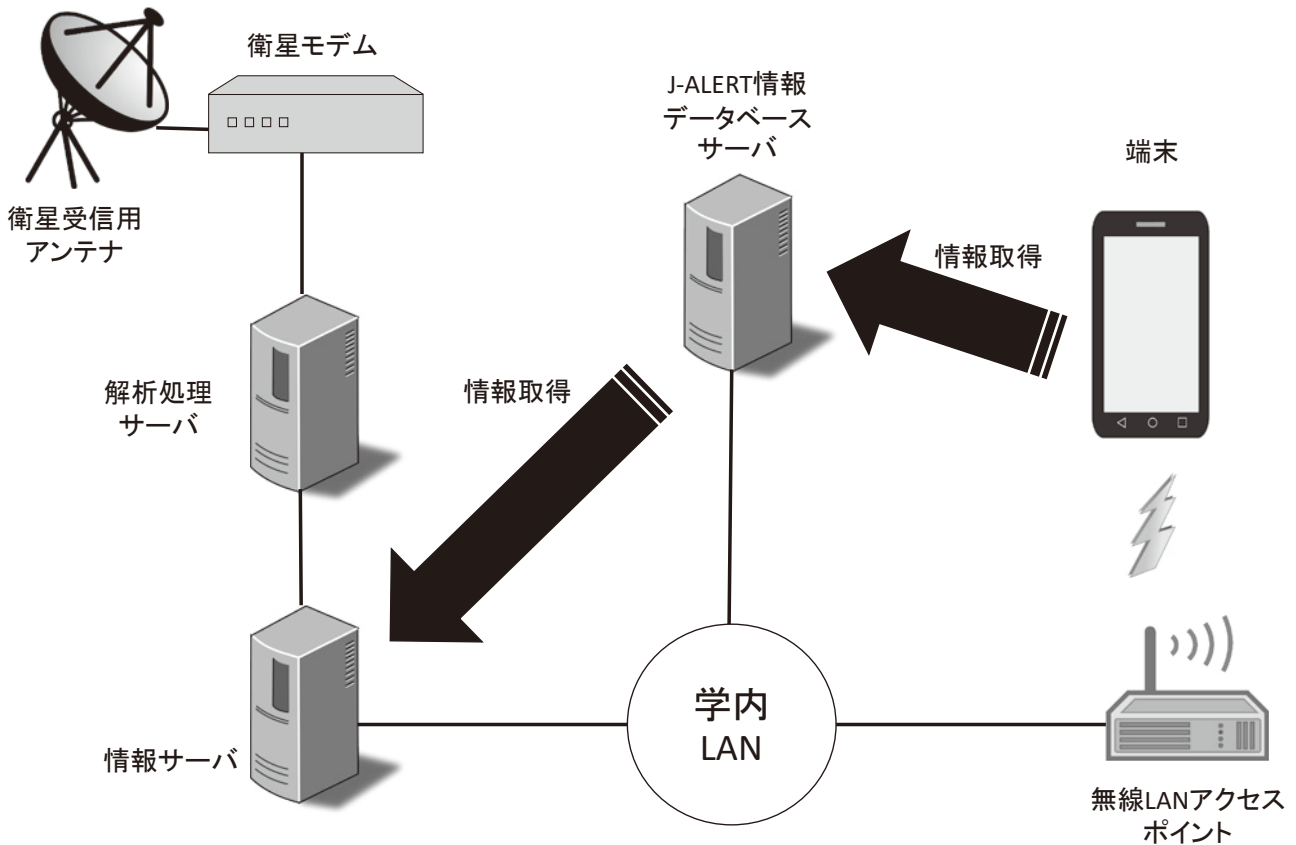 衛星モデム
J-ALERT情報
データベース
サーバ
端末
衛星受信用
アンテナ
情報取得
解析処理
サーバ
情報取得
学内
LAN
情報サーバ
無線LANアクセス
ポイント